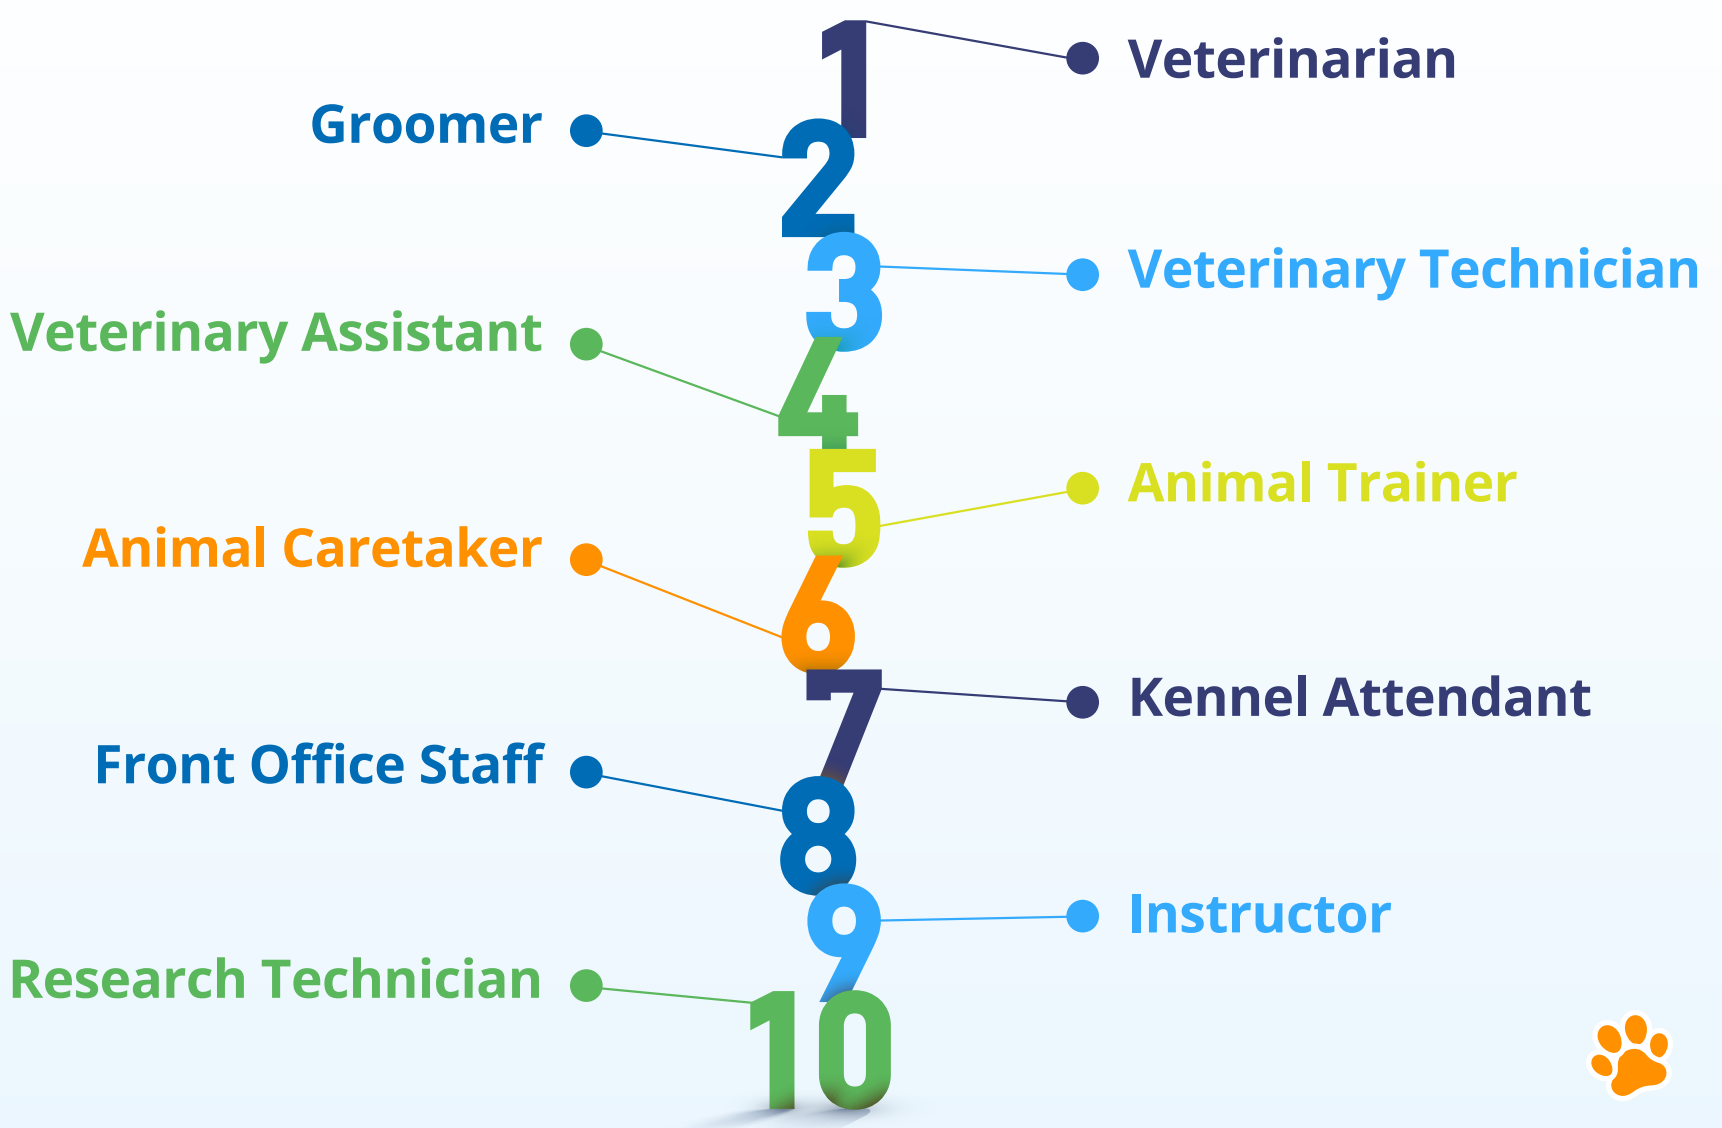 1
Veterinarian
Groomer
2
3
Veterinary Technician
Veterinary Assistant
4
5
Animal Trainer
Animal Caretaker
6
7
Kennel Attendant
Front Office Staff
8
9
Instructor
Research Technician
10